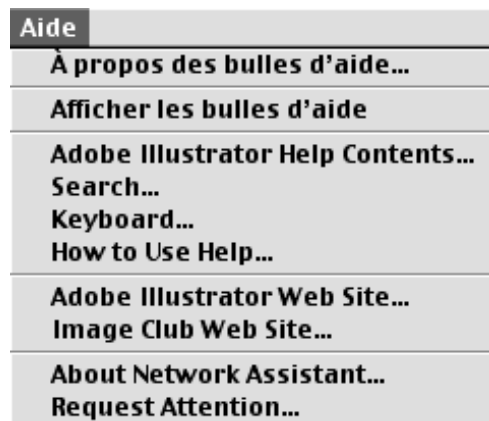 Aide
À propos des bulles d'aide...
Afficher les bulles d'aide
Adobe Illustrator Help Contents...
Search...
Keyboard...
How to Use Help...
Adobe Illustrator Web Site...
Image Club Web Site...
About Network Assistant...
Request Attention...